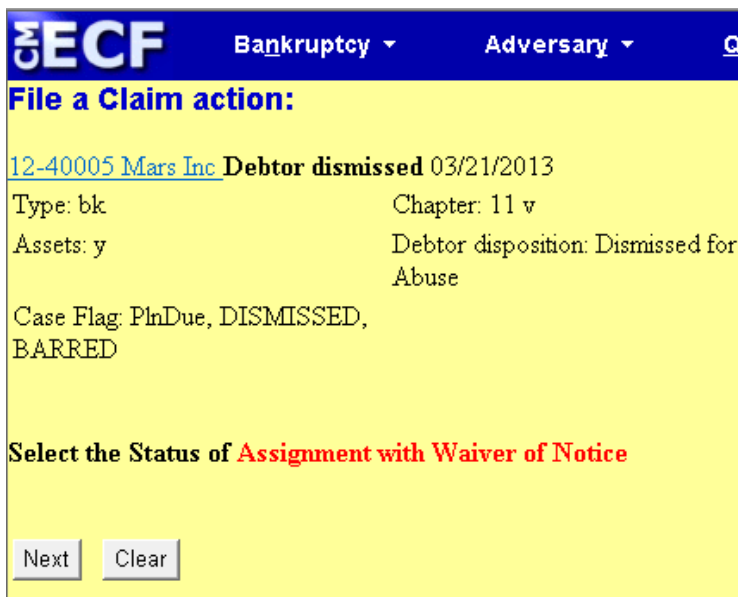 CM ECF Bankruptcy Adversary Q
File a Claim action:
12-40005 Mars Inc Debtor dismissed 03/21/2013
Type: bk Chapter: 11 v
Assets: y Debtor disposition: Dismissed for
Abuse
Case Flag: PlnDue, DISMISSED,
BARRED
Select the Status of Assignment with Waiver of Notice
Next Clear